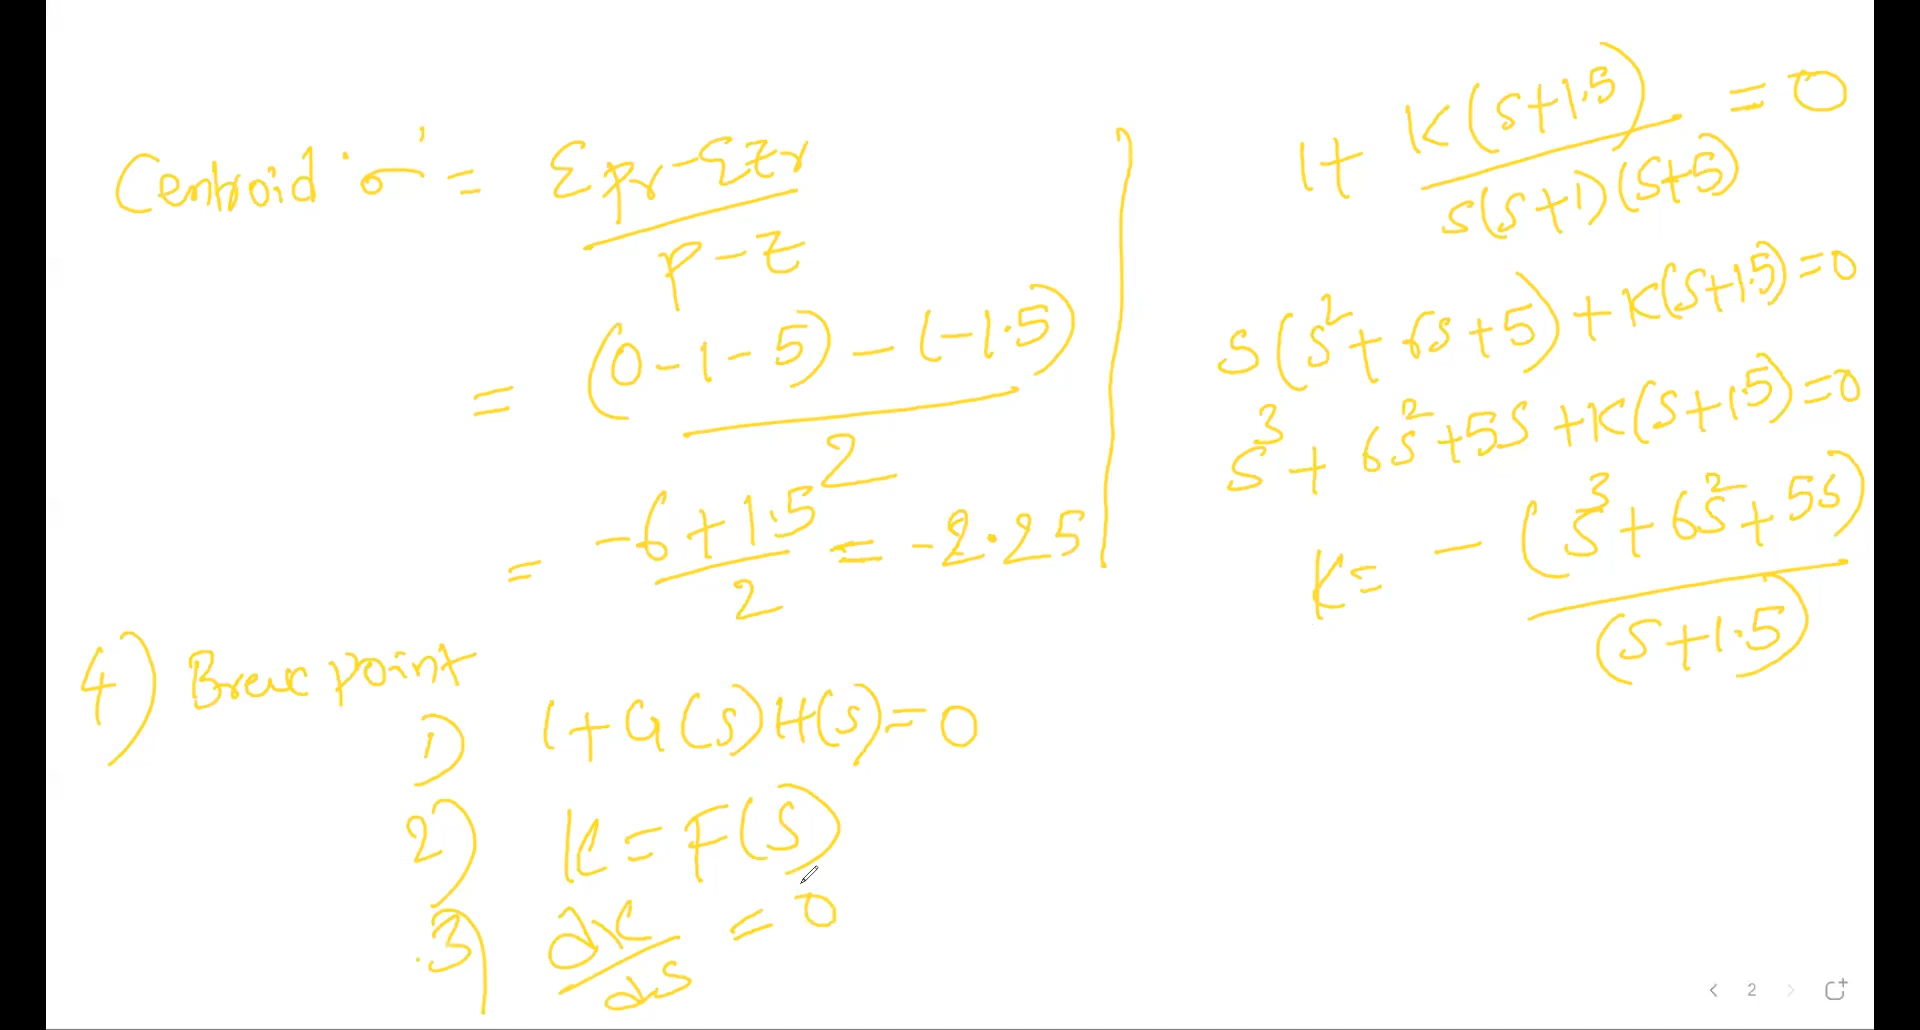 Centroid 'σ' = Σpr - Σzr / p - z
= (0 - 1 - 5) - (-1.5) / 2
= -6 + 1.5 / 2 = -2.25
4) Break point
1) 1 + G(s)H(s) = 0
2) K = F(s)
3) dK/ds = 0
1 + K(s+1.5) / s(s+1)(s+5) = 0
s(s² + 6s + 5) + K(s+1.5) = 0
s³ + 6s² + 5s + K(s+1.5) = 0
K = -(s³ + 6s² + 5s) / (s+1.5)
2